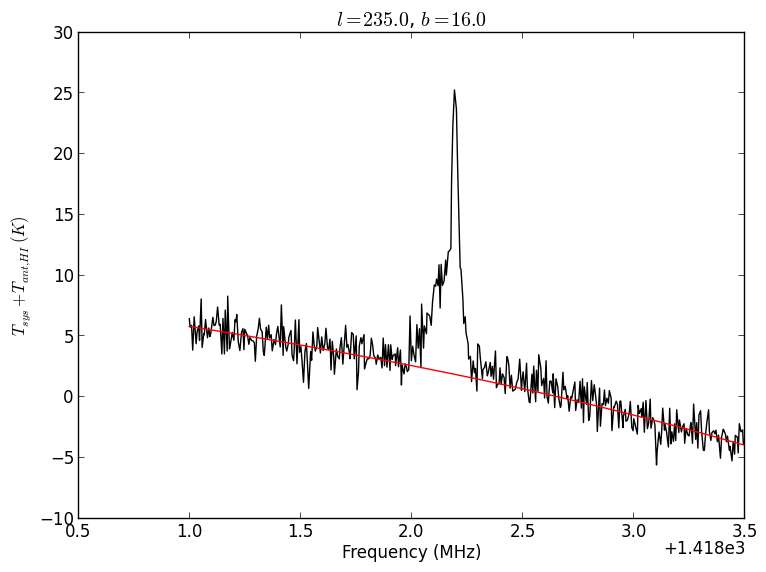 l = 235.0, b = 16.0
30
25
20
15
10
5
0
−5
−10
T_sys + T_ant,HI (K)
0.5 1.0 1.5 2.0 2.5 3.0 3.5
Frequency (MHz)
+1.418e3